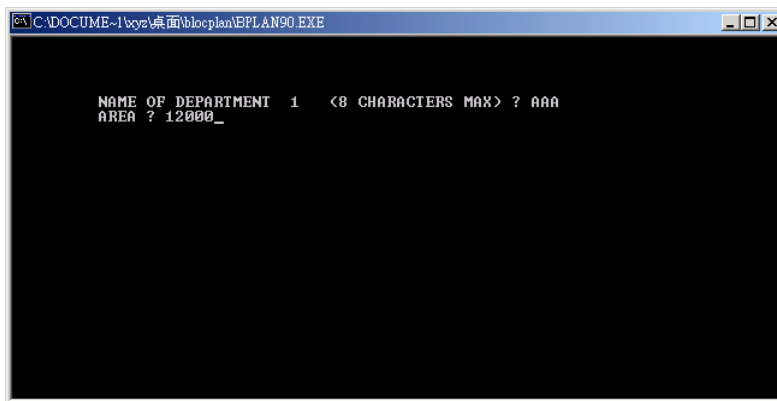 C:\DOCUME~1\xyz\桌面\blocplan\BPLAN90.EXE
NAME OF DEPARTMENT 1 (8 CHARACTERS MAX) ? AAA
AREA ? 12000_